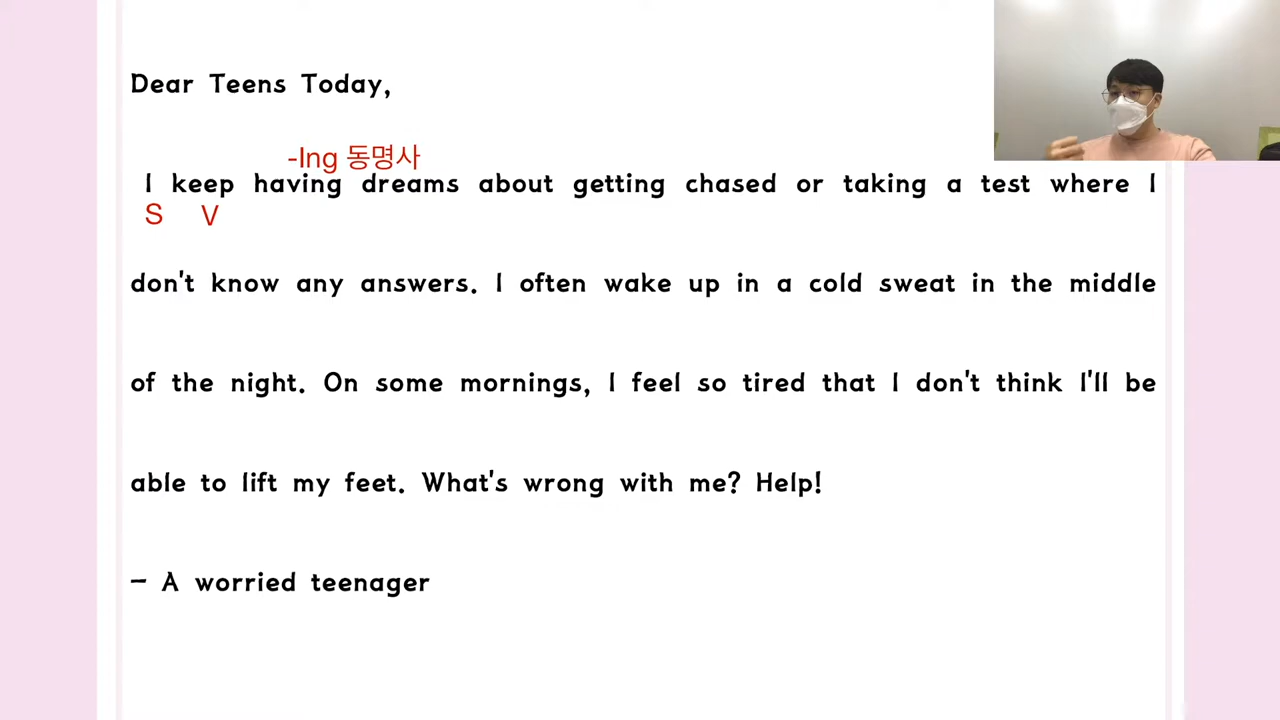 Dear Teens Today,
-Ing 동명사
I keep having dreams about getting chased or taking a test where I
S V
don't know any answers. I often wake up in a cold sweat in the middle
of the night. On some mornings, I feel so tired that I don't think I'll be
able to lift my feet. What's wrong with me? Help!
- A worried teenager